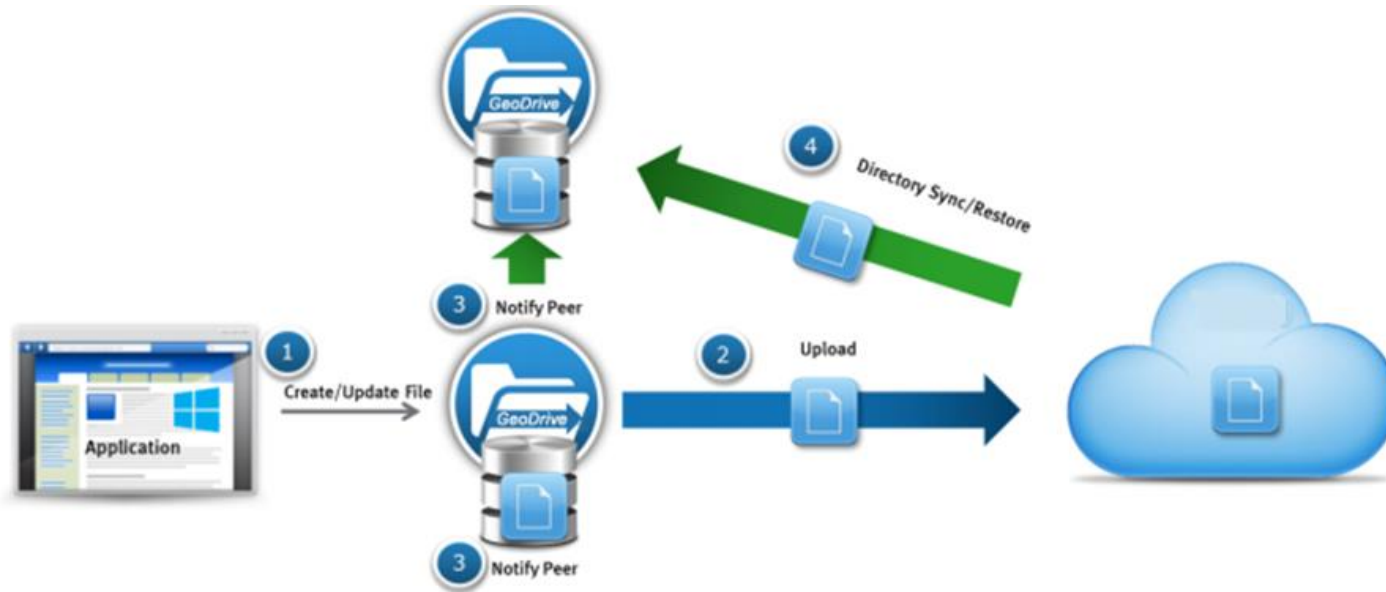 GeoDrive
4
Directory Sync/Restore
3
Notify Peer
1
Create/Update File
Application
GeoDrive
2
Upload
3
Notify Peer